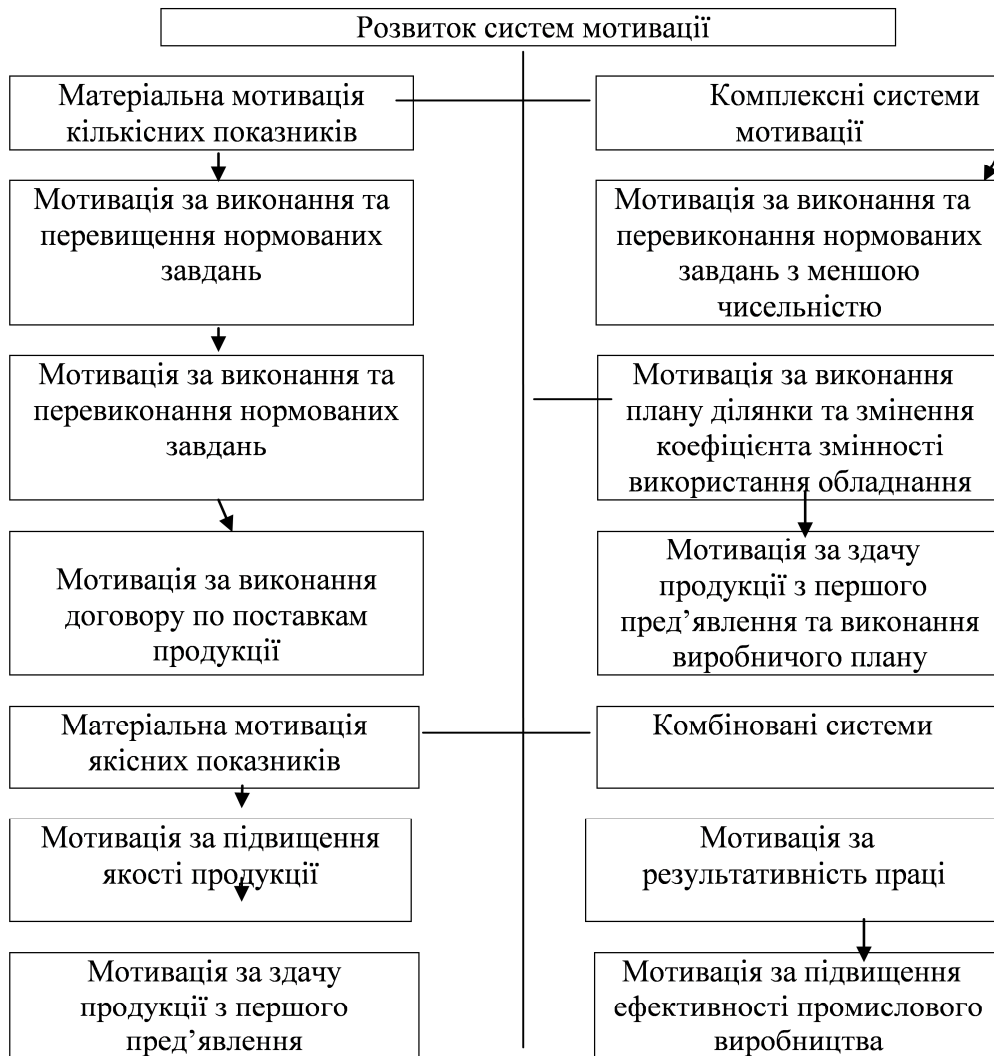 Розвиток систем мотивації
Матеріальна мотивація
кількісних показників
Комплексні системи
мотивації
Мотивація за виконання та
перевищення нормованих
завдань
Мотивація за виконання та
перевиконання нормованих
завдань з меншою
чисельністю
Мотивація за виконання та
перевиконання нормованих
завдань
Мотивація за виконання
плану ділянки та змінення
коефіцієнта змінності
використання обладнання
Мотивація за виконання
договору по поставкам
продукції
Мотивація за здачу
продукції з першого
пред’явлення та виконання
виробничого плану
Матеріальна мотивація
якісних показників
Комбіновані системи
Мотивація за підвищення
якості продукції
Мотивація за
результативність праці
Мотивація за здачу
продукції з першого
пред’явлення
Мотивація за підвищення
ефективності промислового
виробництва